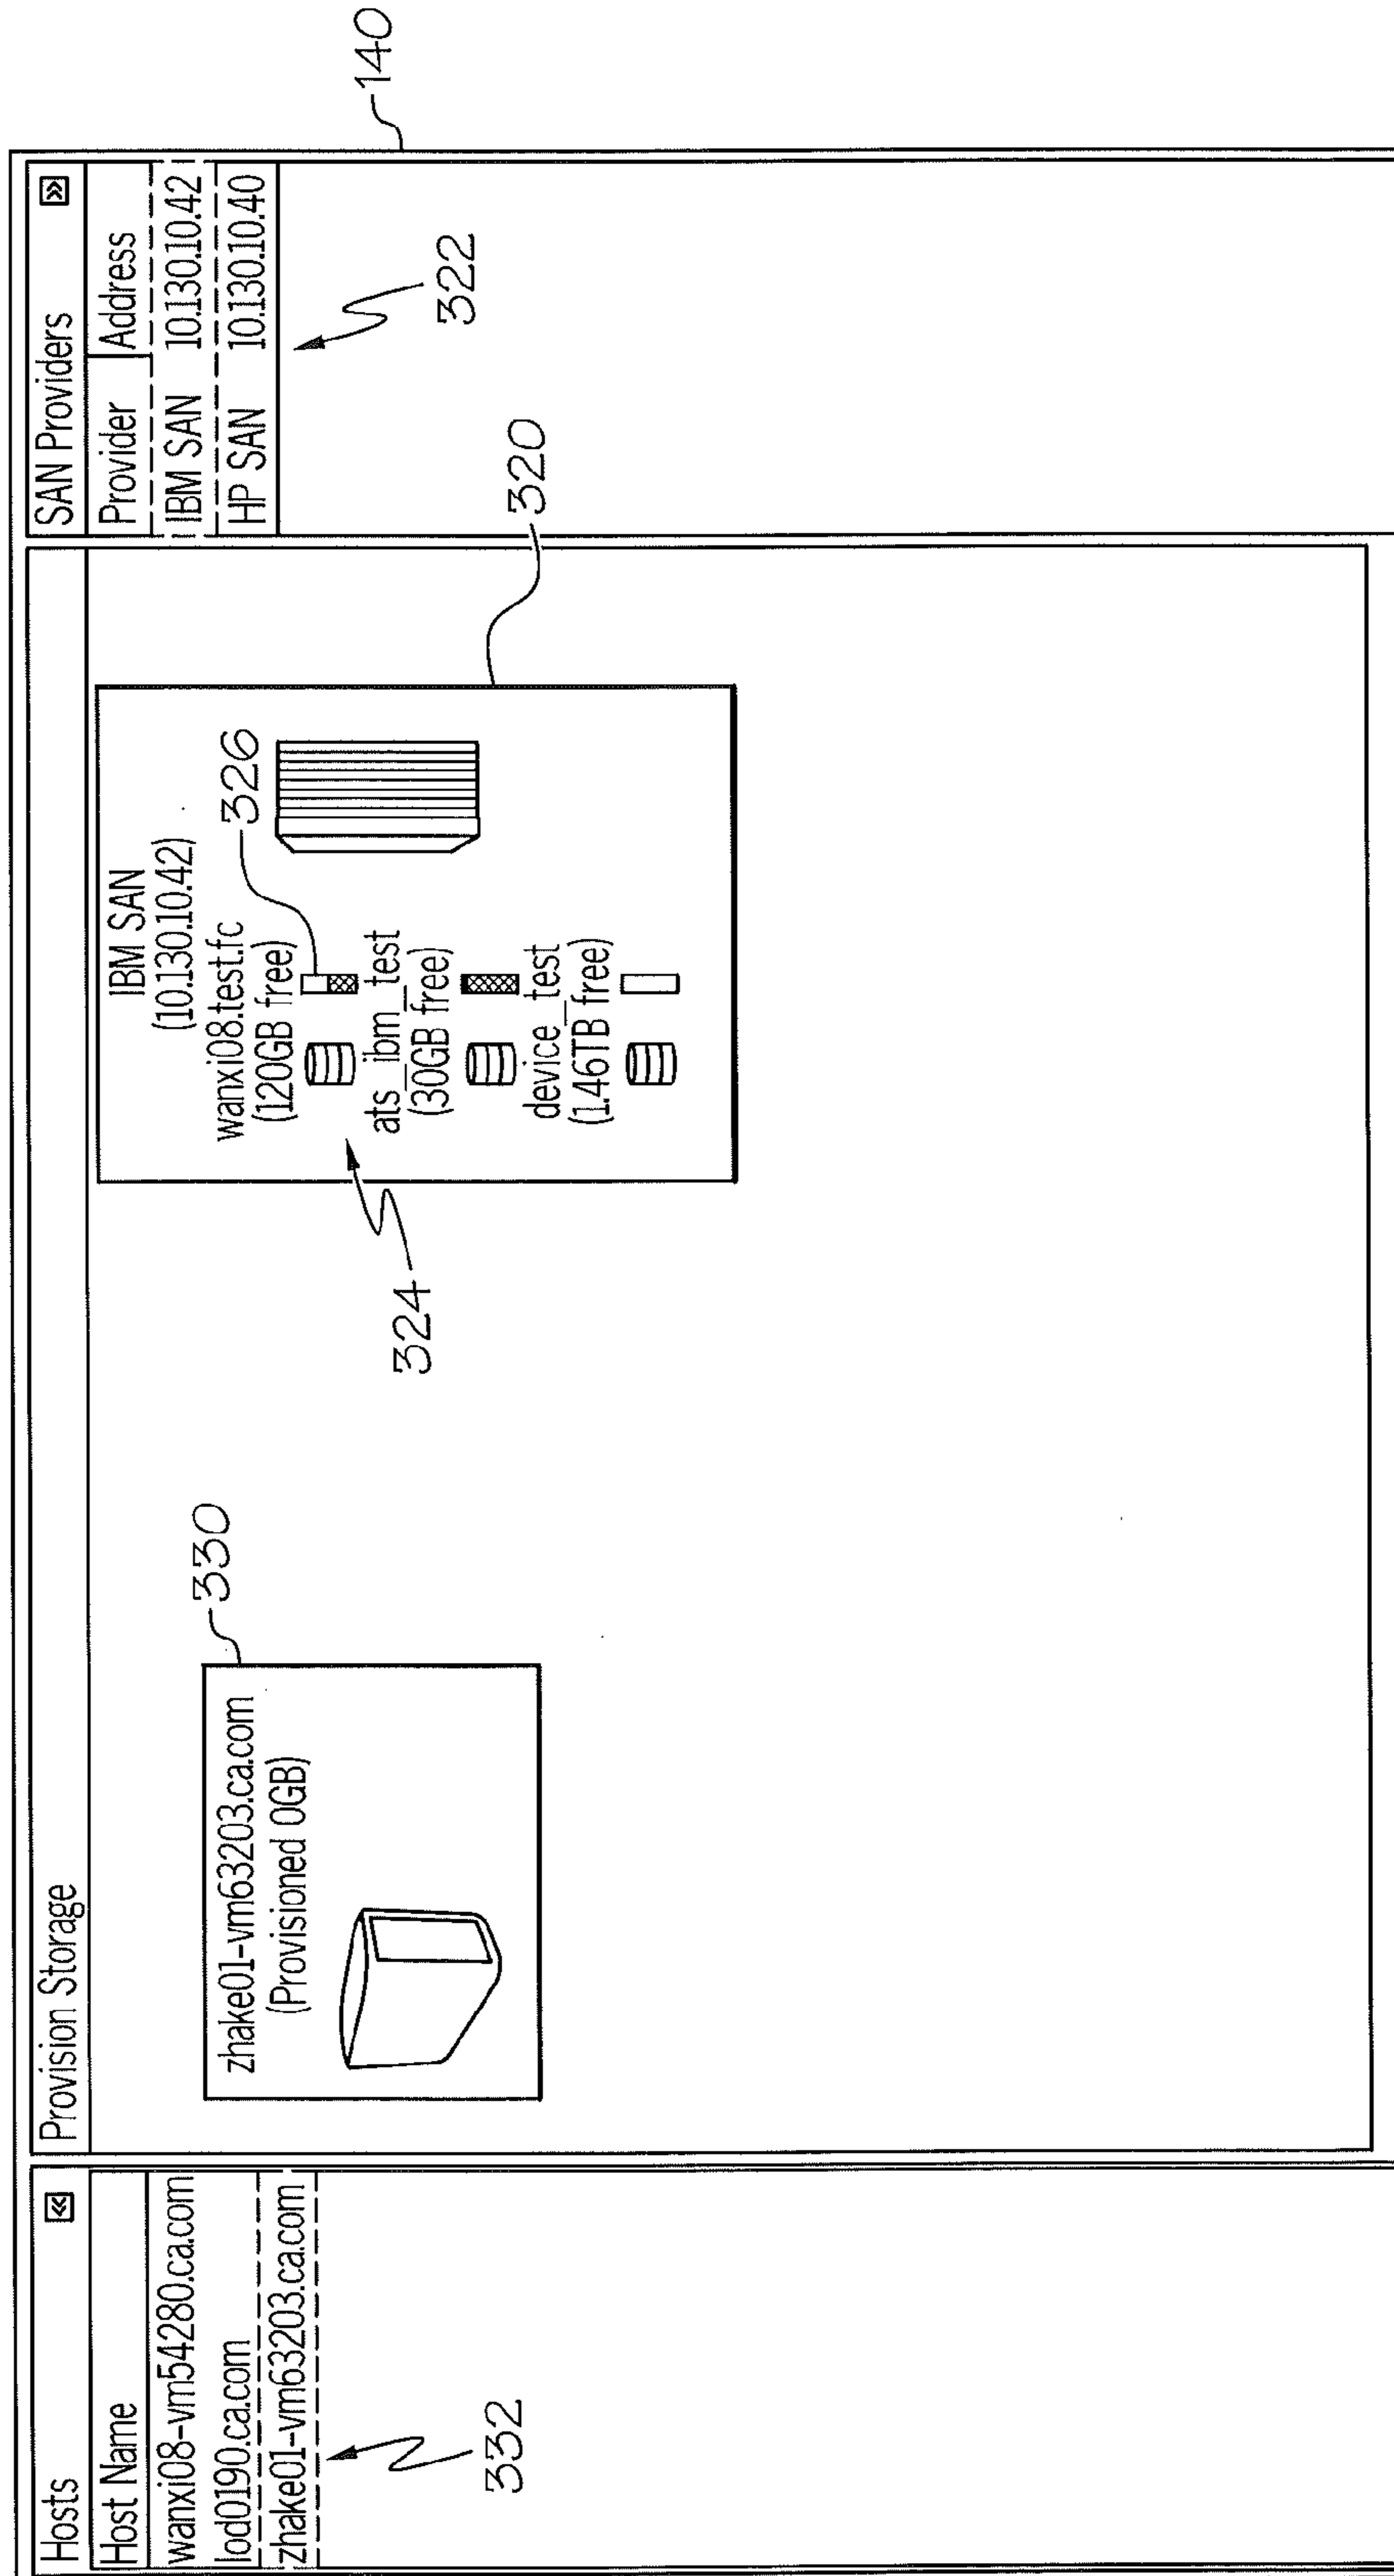 Hosts «
Host Name
wanxi08-vm54280.ca.com
lod0190.ca.com
zhake01-vm63203.ca.com
332
Provision Storage
330
zhake01-vm63203.ca.com
(Provisioned 0GB)
IBM SAN
(10.130.10.42)
wanxi08.test.fc
(120GB free)
326
ats_ibm_test
(30GB free)
device_test
(1.46TB free)
324
320
SAN Providers »
Provider Address
IBM SAN 10.130.10.42
HP SAN 10.130.10.40
322
140